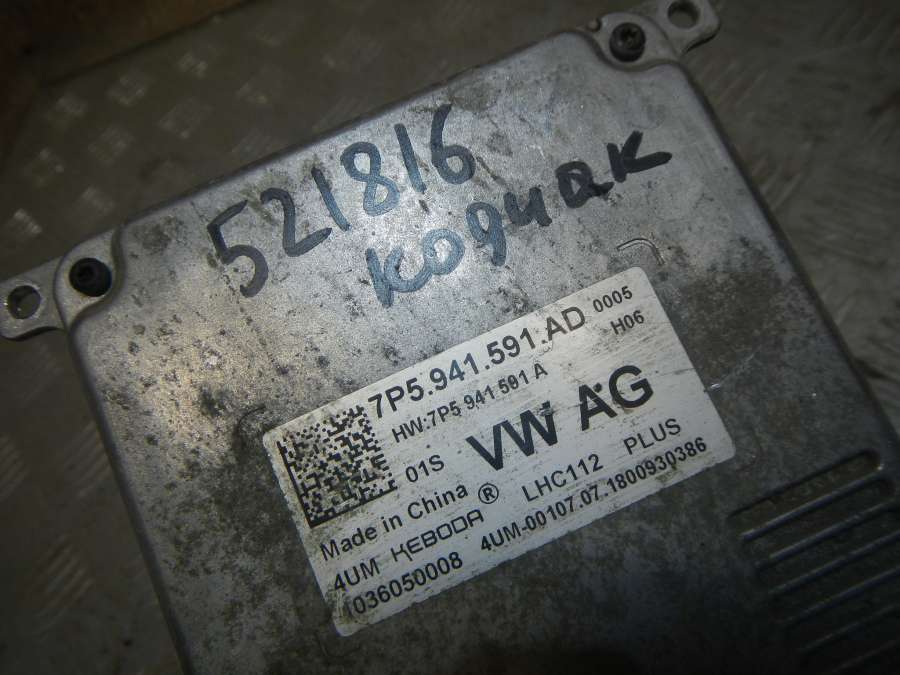 521816
кодиак
7P5.941.591.AD 0005
HW:7P5 941 591 A H06
01S VW AG
Made in China LHC112 PLUS
4UM KEBODA® 4UM-00107.07.1800930386
1036050008